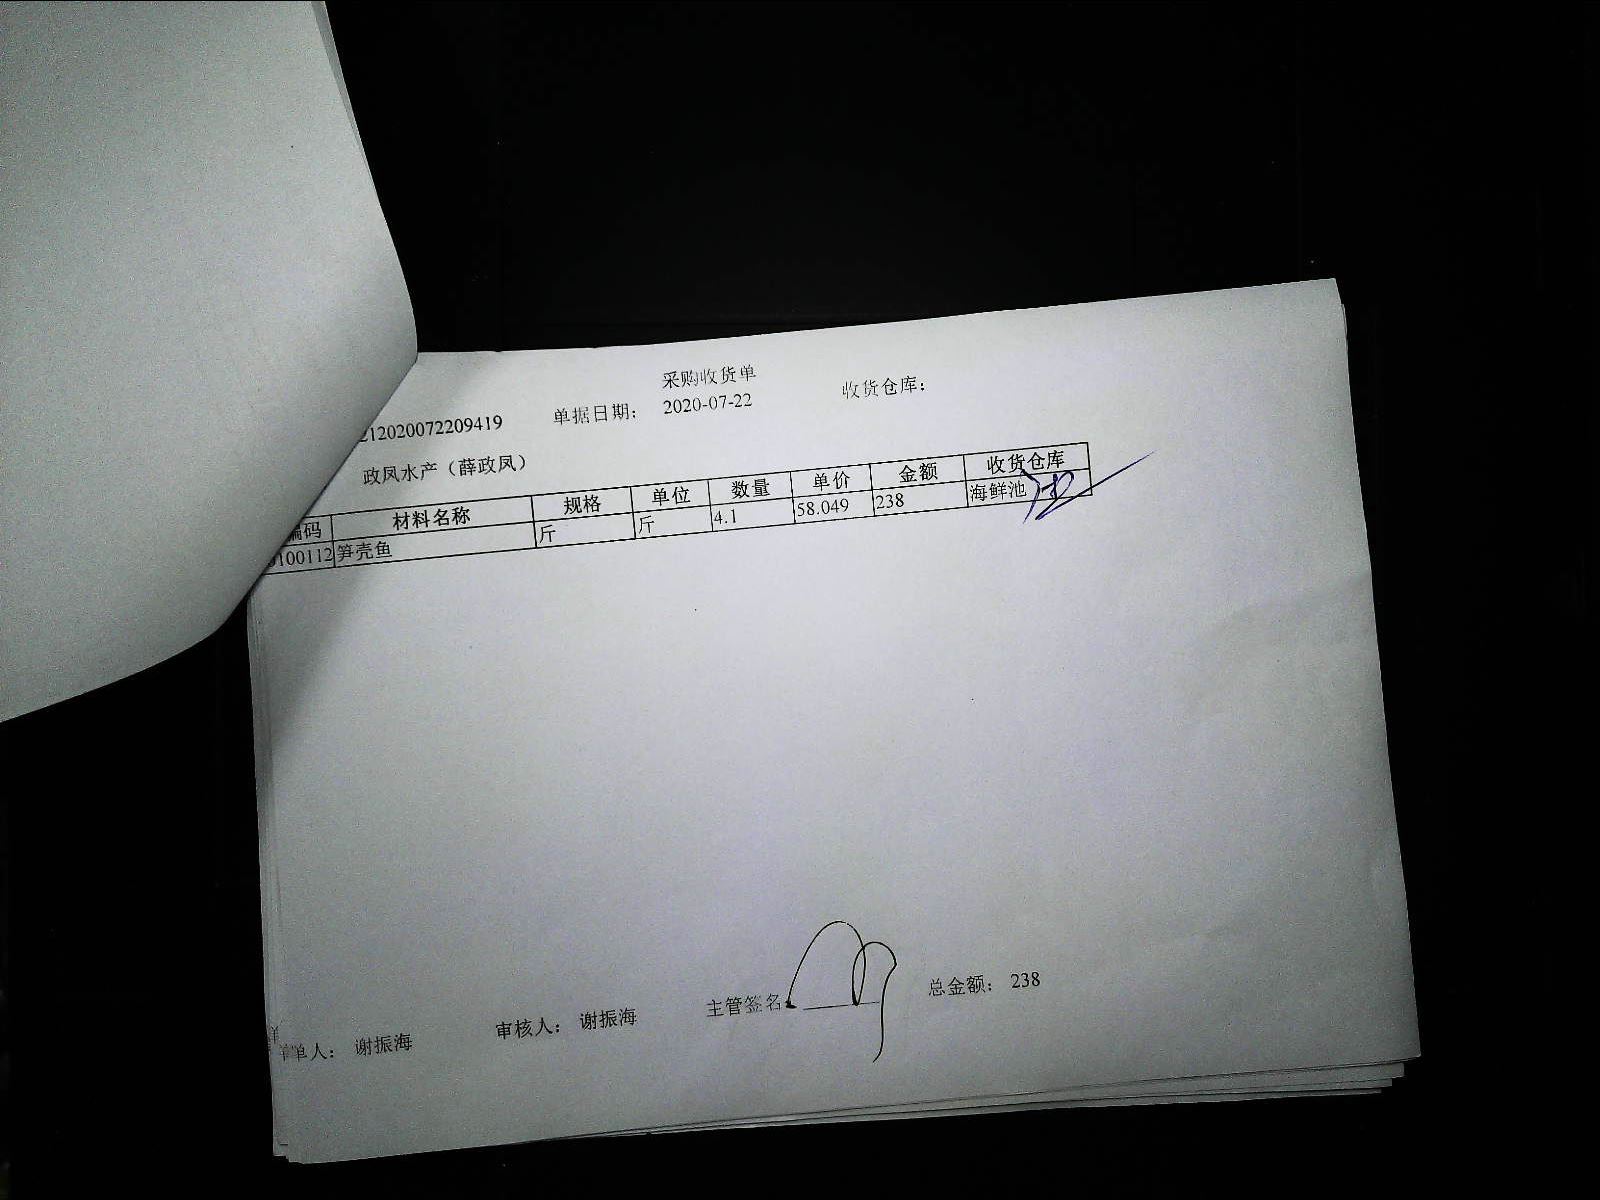 采购收货单
212020072209419 单据日期： 2020-07-22 收货仓库：
政凤水产（薛政凤）
编码 材料名称 规格 单位 数量 单价 金额 收货仓库
100112 笋壳鱼 斤 斤 4.1 58.049 238 海鲜池
单人： 谢振海 审核人： 谢振海 主管签名: 总金额： 238